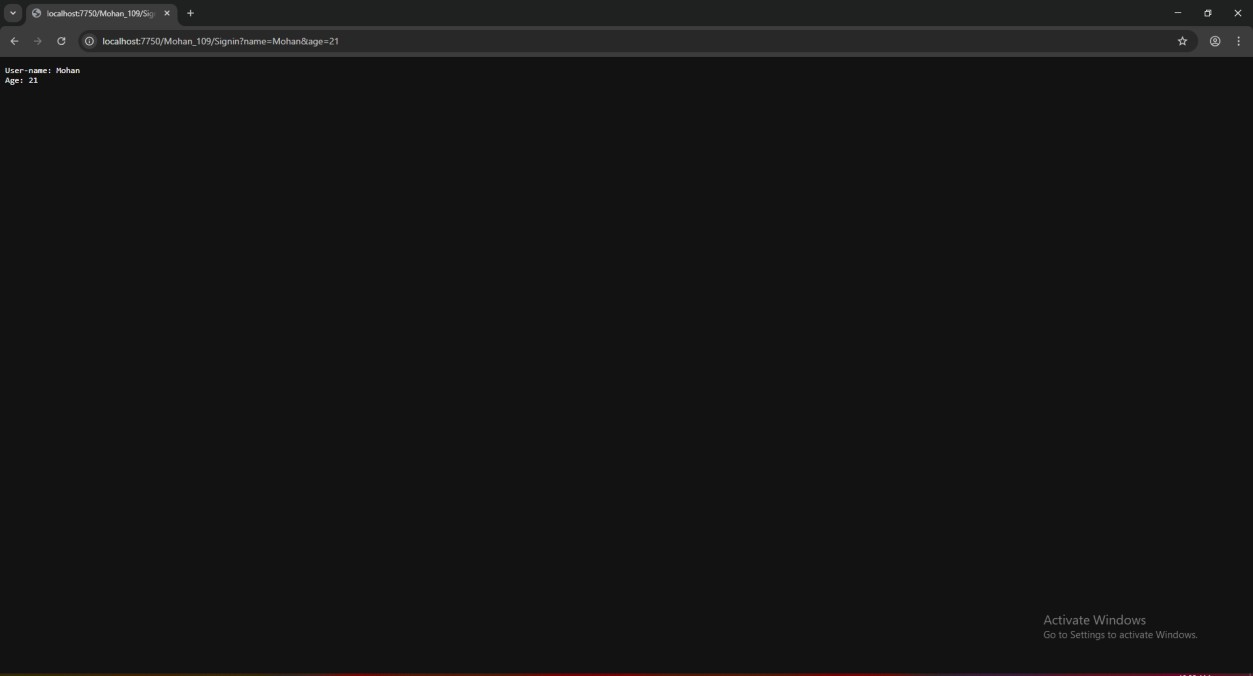 localhost:7750/Mohan_109/Sig
localhost:7750/Mohan_109/Signin?name=Mohan&age=21
User-name: Mohan
Age: 21
Activate Windows
Go to Settings to activate Windows.